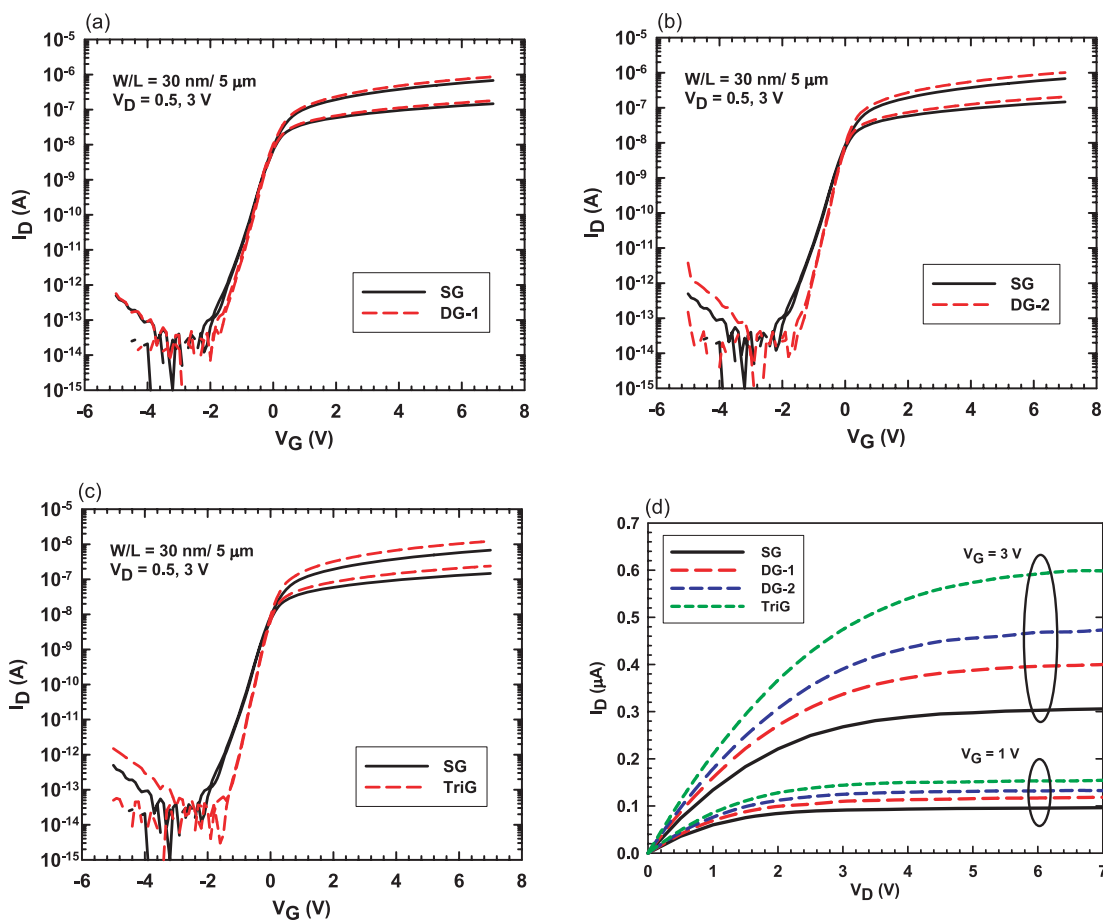 (a)
10^-5
10^-6
10^-7
10^-8
10^-9
10^-10
10^-11
10^-12
10^-13
10^-14
10^-15
I_D (A)
W/L = 30 nm/ 5 µm
V_D = 0.5, 3 V
SG
DG-1
-6 -4 -2 0 2 4 6 8
V_G (V)
(b)
10^-5
10^-6
10^-7
10^-8
10^-9
10^-10
10^-11
10^-12
10^-13
10^-14
10^-15
I_D (A)
W/L = 30 nm/ 5 µm
V_D = 0.5, 3 V
SG
DG-2
-6 -4 -2 0 2 4 6 8
V_G (V)
(c)
10^-5
10^-6
10^-7
10^-8
10^-9
10^-10
10^-11
10^-12
10^-13
10^-14
10^-15
I_D (A)
W/L = 30 nm/ 5 µm
V_D = 0.5, 3 V
SG
TriG
-6 -4 -2 0 2 4 6 8
V_G (V)
(d)
0.7
0.6
0.5
0.4
0.3
0.2
0.1
0.0
I_D (µA)
SG
DG-1
DG-2
TriG
V_G = 3 V
V_G = 1 V
0 1 2 3 4 5 6 7
V_D (V)